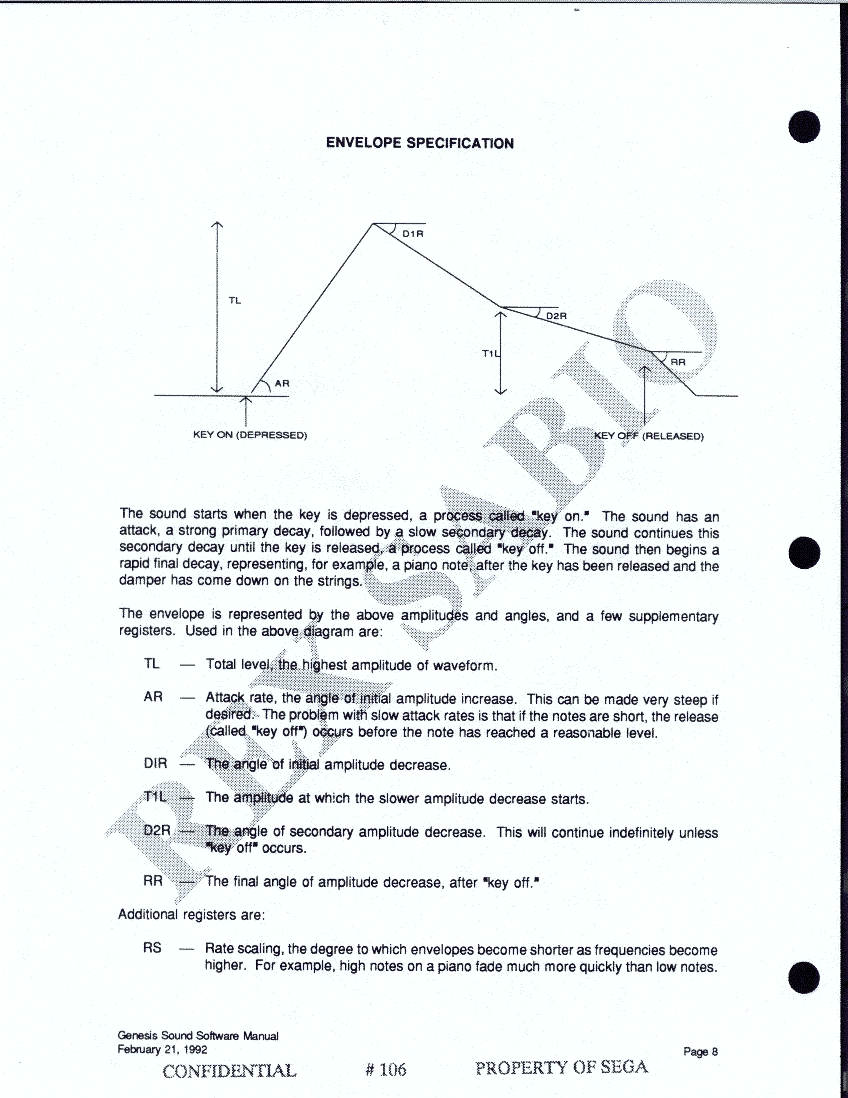 ENVELOPE SPECIFICATION
D1R
TL
D2R
T1L
RR
AR
KEY ON (DEPRESSED)
KEY OFF (RELEASED)
The sound starts when the key is depressed, a process called "key on." The sound has an
attack, a strong primary decay, followed by a slow secondary decay. The sound continues this
secondary decay until the key is released, a process called "key off." The sound then begins a
rapid final decay, representing, for example, a piano note, after the key has been released and the
damper has come down on the strings.
The envelope is represented by the above amplitudes and angles, and a few supplementary
registers. Used in the above diagram are:
TL — Total level, the highest amplitude of waveform.
AR — Attack rate, the angle of initial amplitude increase. This can be made very steep if
desired. The problem with slow attack rates is that if the notes are short, the release
(called "key off") occurs before the note has reached a reasonable level.
DIR — The angle of initial amplitude decrease.
T1L — The amplitude at which the slower amplitude decrease starts.
D2R — The angle of secondary amplitude decrease. This will continue indefinitely unless
"key off" occurs.
RR — The final angle of amplitude decrease, after "key off."
Additional registers are:
RS — Rate scaling, the degree to which envelopes become shorter as frequencies become
higher. For example, high notes on a piano fade much more quickly than low notes.
REX SABIO
Genesis Sound Software Manual
February 21, 1992
Page 8
CONFIDENTIAL # 106 PROPERTY OF SEGA